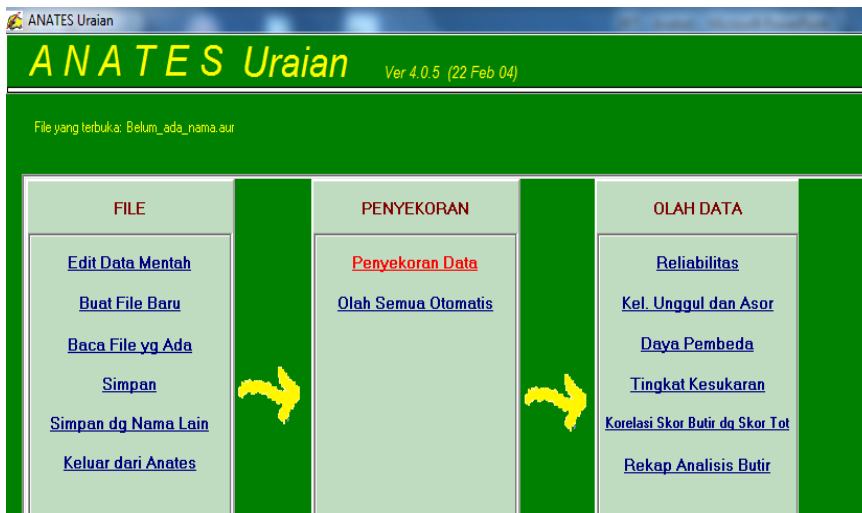 ANATES Uraian
A N A T E S Uraian Ver 4.0.5 (22 Feb 04)
File yang terbuka: Belum_ada_nama.aur
FILE
Edit Data Mentah
Buat File Baru
Baca File yg Ada
Simpan
Simpan dg Nama Lain
Keluar dari Anates
PENYEKORAN
Penyekoran Data
Olah Semua Otomatis
OLAH DATA
Reliabilitas
Kel. Unggul dan Asor
Daya Pembeda
Tingkat Kesukaran
Korelasi Skor Butir dg Skor Tot
Rekap Analisis Butir